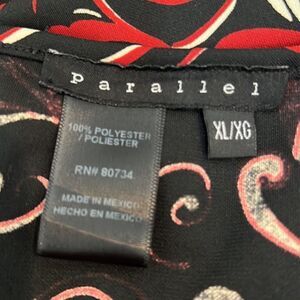 parallel
XL/XG
100% POLYESTER
/ POLIESTER
RN# 80734
MADE IN MEXICO
HECHO EN MEXICO